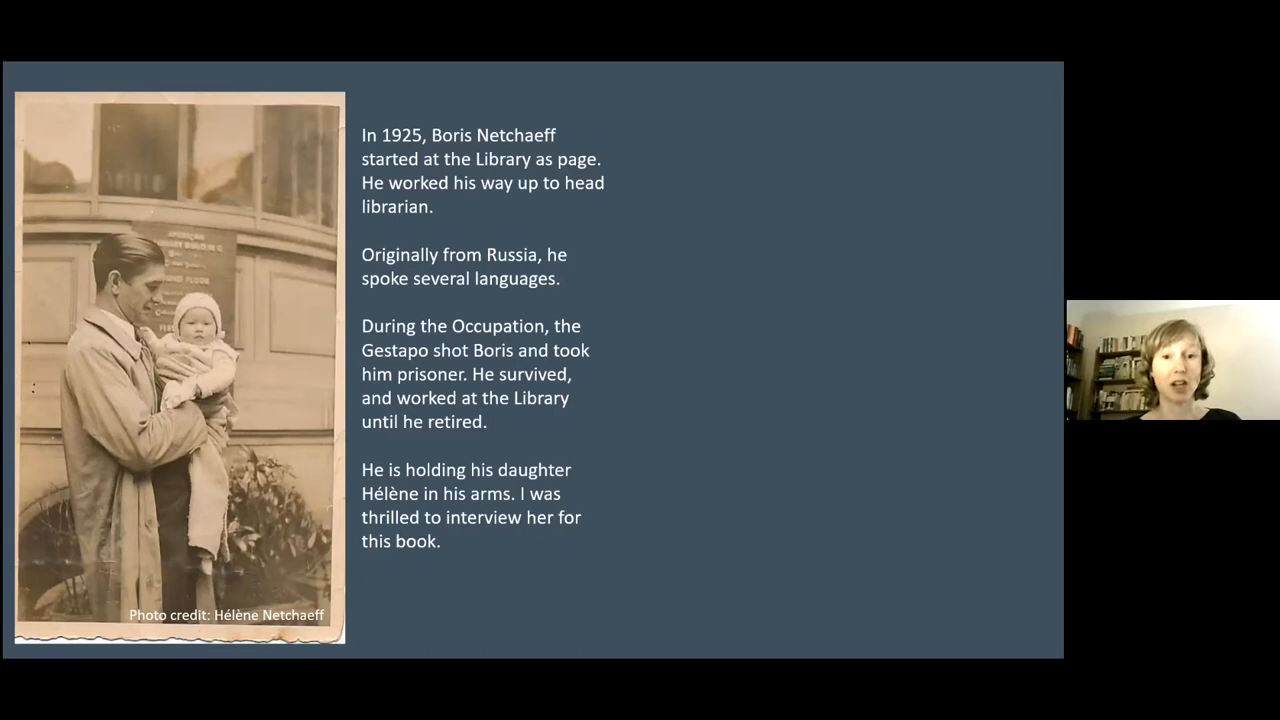 In 1925, Boris Netchaeff
started at the Library as page.
He worked his way up to head
librarian.
Originally from Russia, he
spoke several languages.
During the Occupation, the
Gestapo shot Boris and took
him prisoner. He survived,
and worked at the Library
until he retired.
He is holding his daughter
Hélène in his arms. I was
thrilled to interview her for
this book.
Photo credit: Hélène Netchaeff